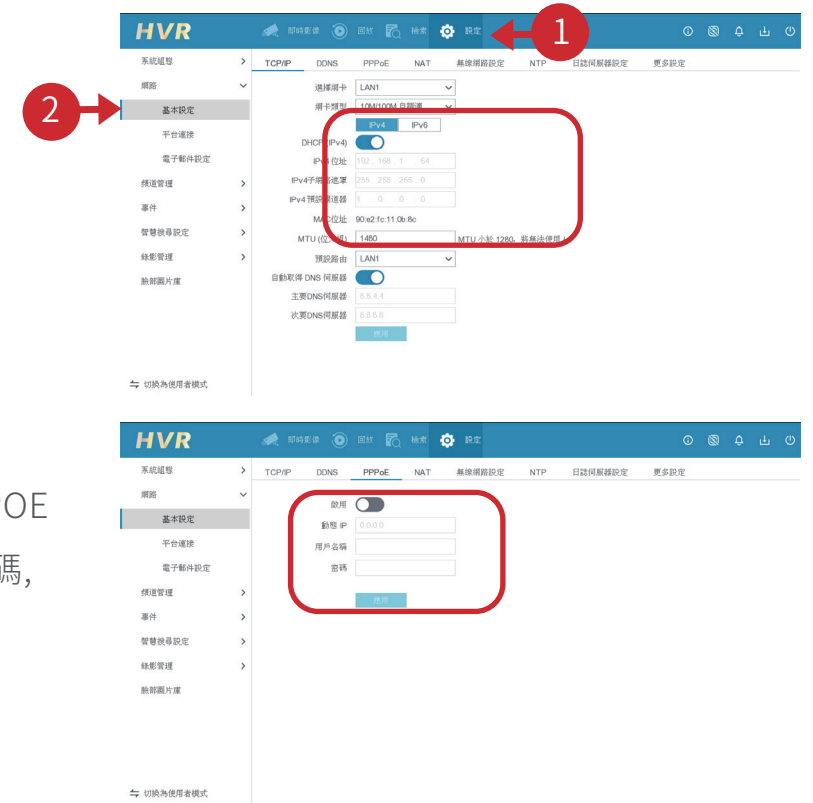 1
HVR 即時影像 回放 檢索 設定
系統組態
TCP/IP DDNS PPPoE NAT 無線網路設定 NTP 日誌伺服器設定 更多設定
網路
選擇網卡 LAN1
2
基本設定
網卡類型 10M/100M
平台連接
IPv4 IPv6
電子郵件設定
DHCP (IPv4)
頻道管理
IPv4 位址 192 . 168 . 1 . 54
IPv4子網路遮罩 255 . 255 . 255 . 0
事件
IPv4 預設閘道器 . 0 . 0 . 0
智慧搜尋設定
MAC位址 90:e2:fc:11:0b:8c
MTU 1480 MTU 小於 1280，將無法使用
錄影管理
預設路由 LAN1
臉部圖片庫
自動取得 DNS 伺服器
主要DNS伺服器 8.8.4.4
次要DNS伺服器 8.8.8.8
應用
切換為使用者模式
HVR 即時影像 回放 檢索 設定
系統組態
TCP/IP DDNS PPPoE NAT 無線網路設定 NTP 日誌伺服器設定 更多設定
網路
啟用
OE
基本設定
動態 IP 0.0.0.0
平台連接
用戶名稱
碼,
電子郵件設定
密碼
頻道管理
應用
事件
智慧搜尋設定
錄影管理
臉部圖片庫
切換為使用者模式